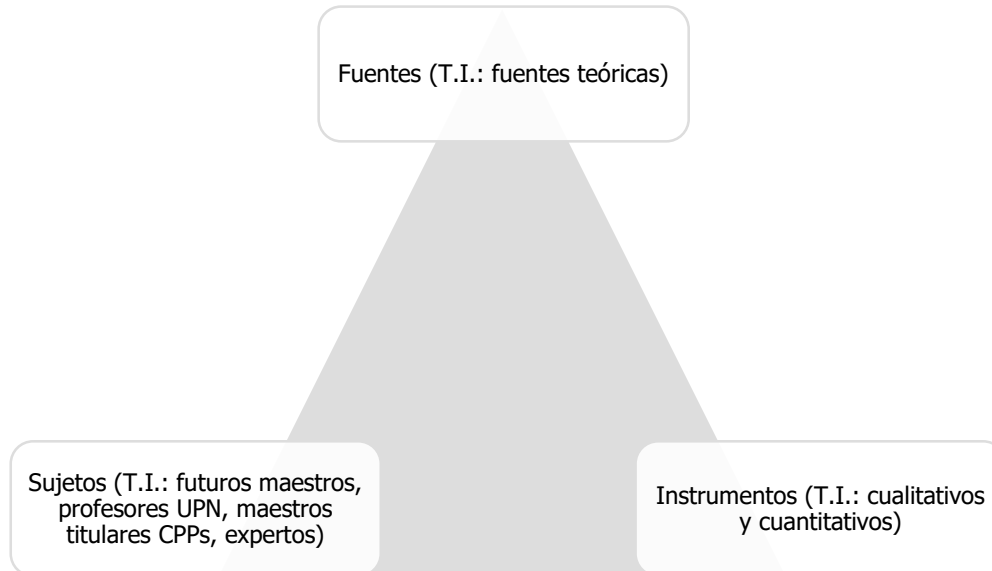 Fuentes (T.I.: fuentes teóricas)
Sujetos (T.I.: futuros maestros,
profesores UPN, maestros
titulares CPPs, expertos)
Instrumentos (T.I.: cualitativos
y cuantitativos)